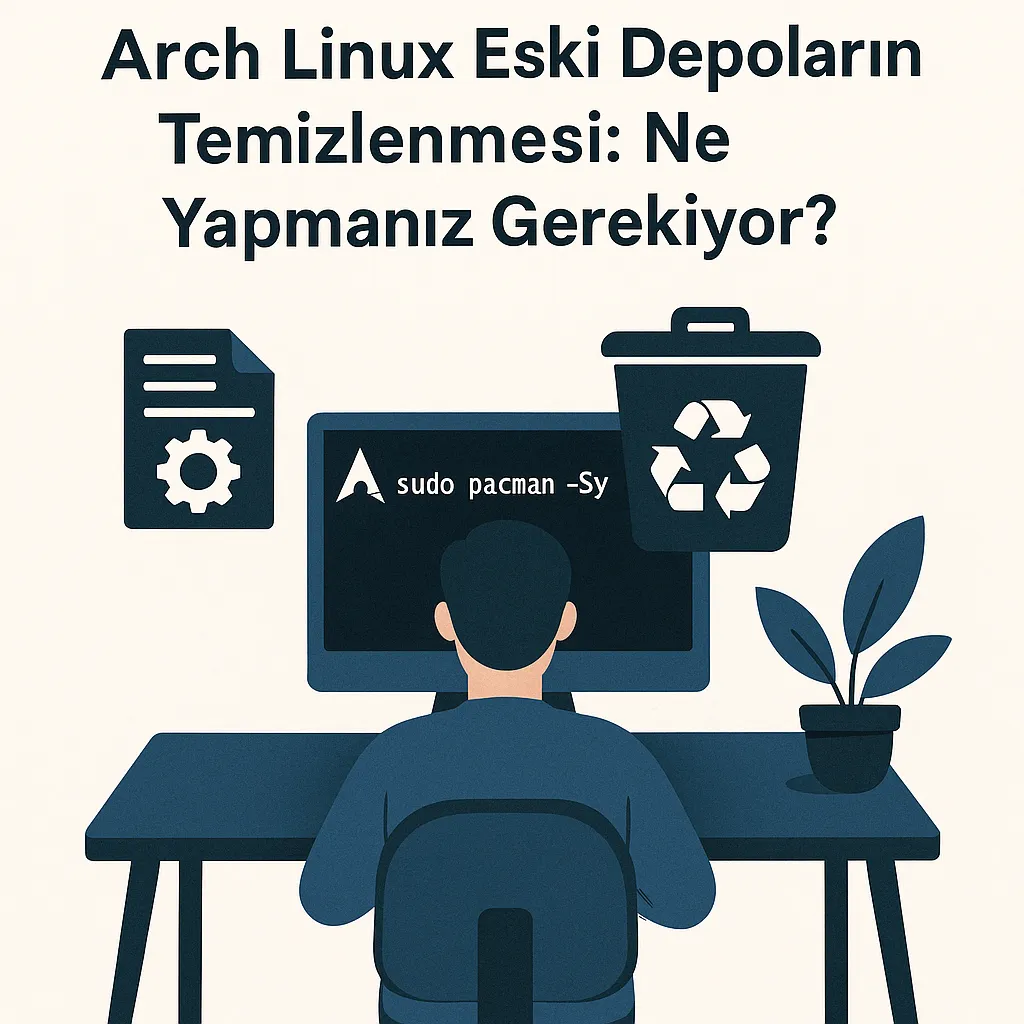 Arch Linux Eski Depoların
Temizlenmesi: Ne
Yapmanız Gerekiyor?
sudo pacman -Sy